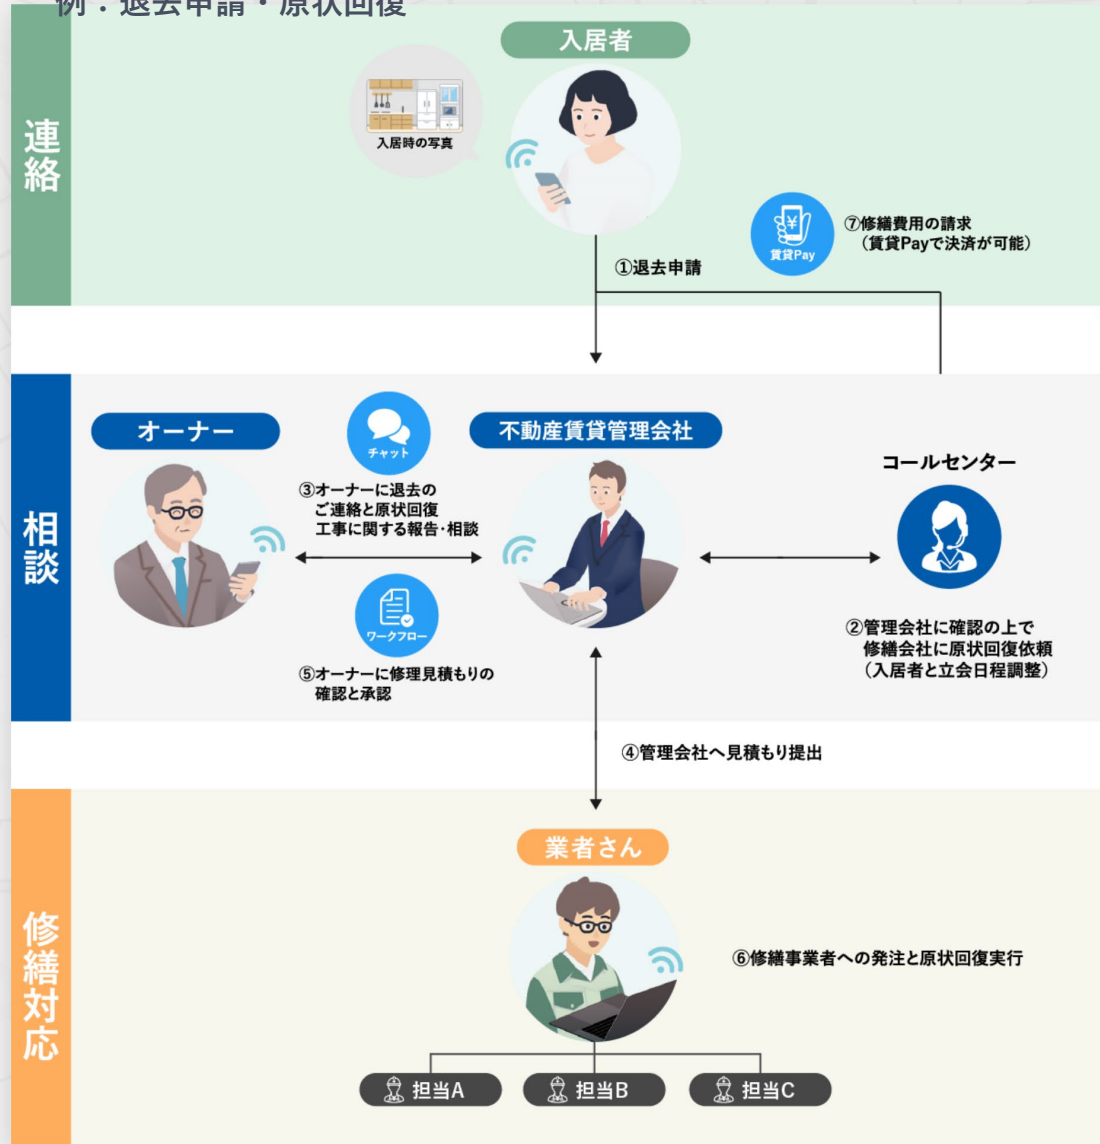 例：退去申請・原状回復
連絡
入居者
入居時の写真
①退去申請
賃貸Pay
⑦修繕費用の請求
（賃貸Payで決済が可能）
相談
オーナー
チャット
③オーナーに退去の
ご連絡と原状回復
工事に関する報告・相談
ワークフロー
⑤オーナーに修理見積もりの
確認と承認
不動産賃貸管理会社
コールセンター
②管理会社に確認の上で
修繕会社に原状回復依頼
（入居者と立会日程調整）
④管理会社へ見積もり提出
修繕対応
業者さん
⑥修繕事業者への発注と原状回復実行
担当A
担当B
担当C